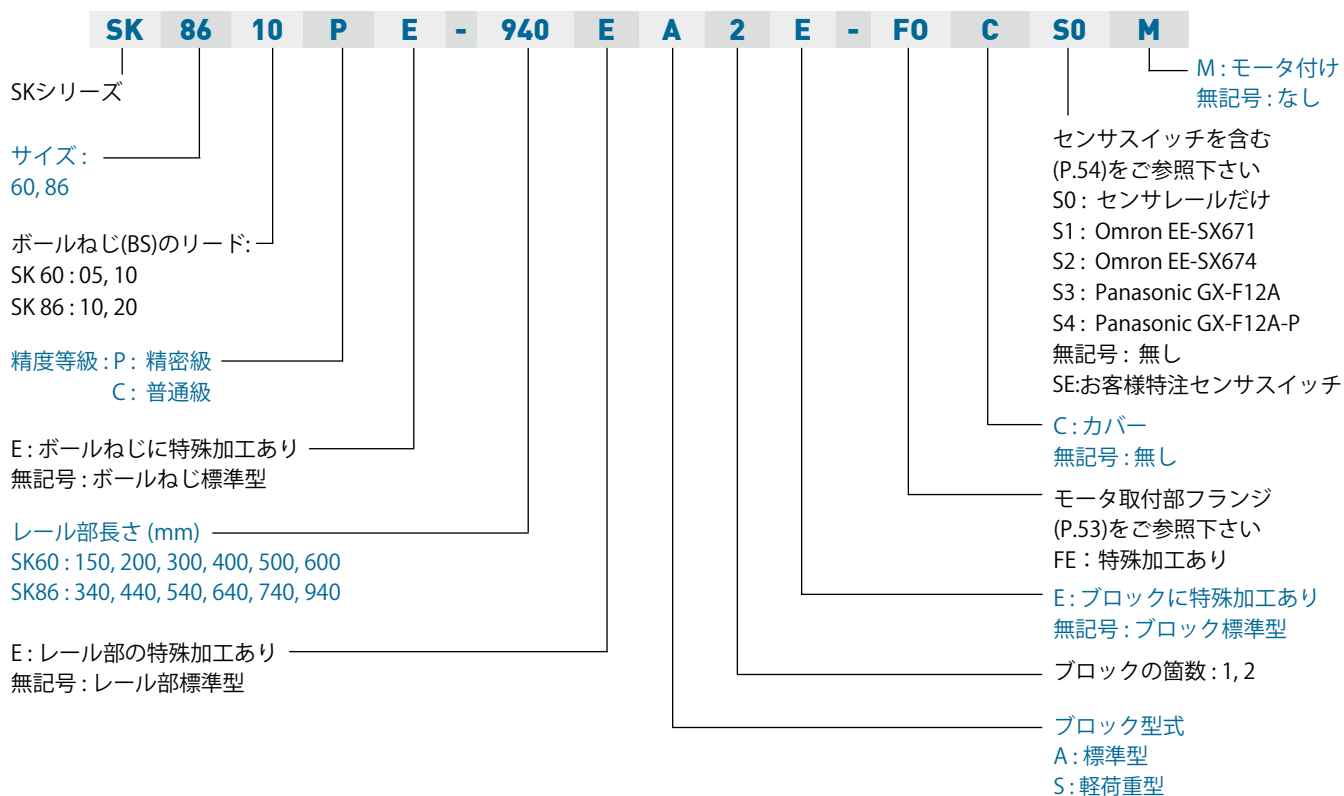 SK 86 10 P E - 940 E A 2 E - F0 C S0 M
SKシリーズ
サイズ :
60, 86
ボールねじ(BS)のリード:
SK 60 : 05, 10
SK 86 : 10, 20
精度等級 : P : 精密級
C : 普通級
E : ボールねじに特殊加工あり
無記号 : ボールねじ標準型
レール部長さ (mm)
SK60 : 150, 200, 300, 400, 500, 600
SK86 : 340, 440, 540, 640, 740, 940
E : レール部の特殊加工あり
無記号 : レール部標準型
M : モータ付け
無記号 : なし
センサスイッチを含む
(P.54)をご参照下さい
S0 : センサレールだけ
S1 : Omron EE-SX671
S2 : Omron EE-SX674
S3 : Panasonic GX-F12A
S4 : Panasonic GX-F12A-P
無記号 : 無し
SE:お客様特注センサスイッチ
C : カバー
無記号 : 無し
モータ取付部フランジ
(P.53)をご参照下さい
FE：特殊加工あり
E : ブロックに特殊加工あり
無記号 : ブロック標準型
ブロックの箇数 : 1, 2
ブロック型式
A : 標準型
S : 軽荷重型